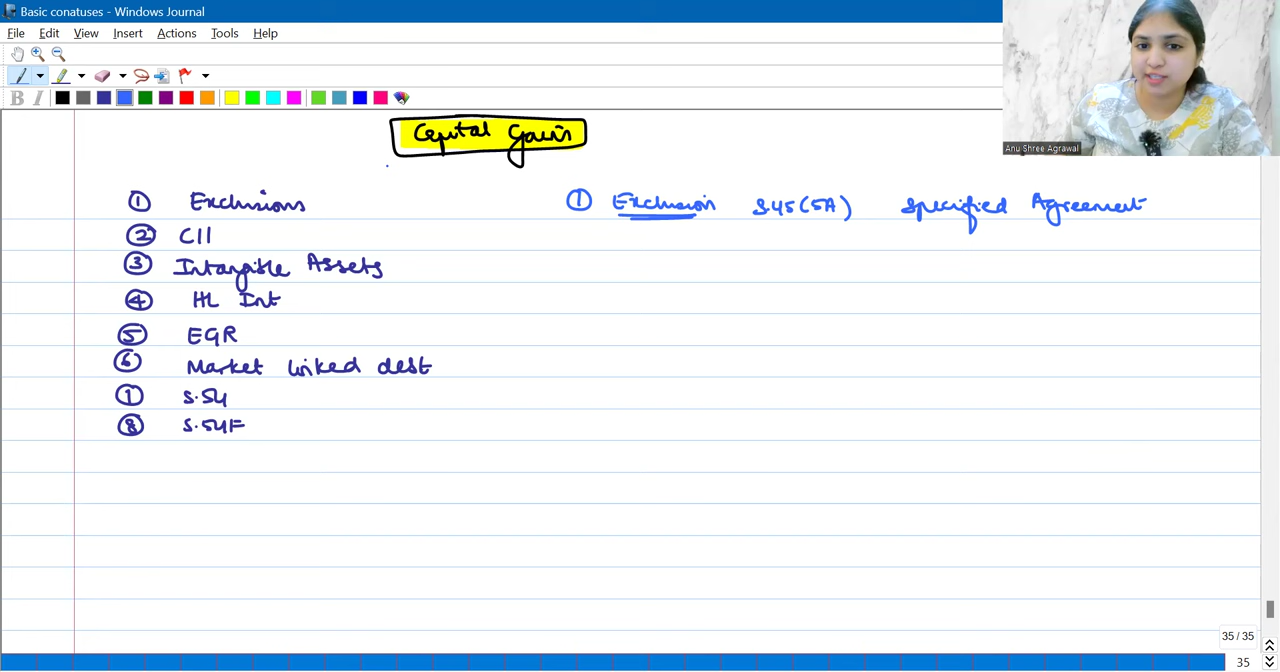 Basic conatuses - Windows Journal
File Edit View Insert Actions Tools Help
B I
Anu Shree Agrawal
Capital Gain
① Exclusions
② CII
③ Intangible Assets
④ HL Int
⑤ EGR
⑥ Market linked debt
① S.54
⑧ S.54F
① Exclusion S.45(5A) Specified Agreement
35 / 35
35